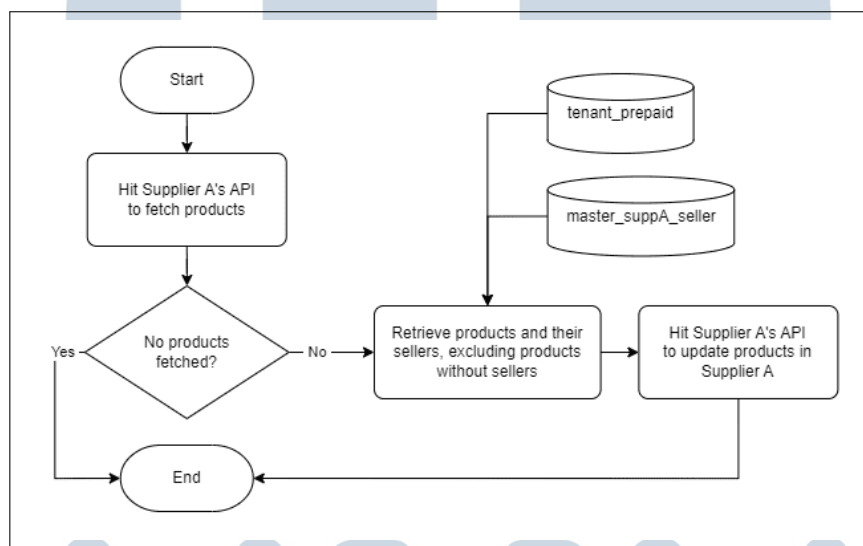 Start
tenant_prepaid
Hit Supplier A's API
to fetch products
master_suppA_seller
Yes
No products
fetched?
No
Retrieve products and their
sellers, excluding products
without sellers
Hit Supplier A's API
to update products in
Supplier A
End